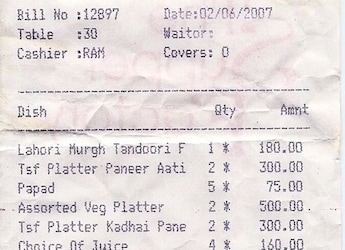 Bill No :12897 Date:02/06/2007
Table :30 Waitor:
Cashier :RAM Covers: 0
Dish Qty Amnt
Lahori Murgh Tandoori F 1 * 180.00
Tsf Platter Paneer Aati 2 * 300.00
Papad 5 * 75.00
Assorted Veg Platter 2 * 500.00
Tsf Platter Kadhai Pane 2 * 300.00
Choice Of Juice 4 * 160.00